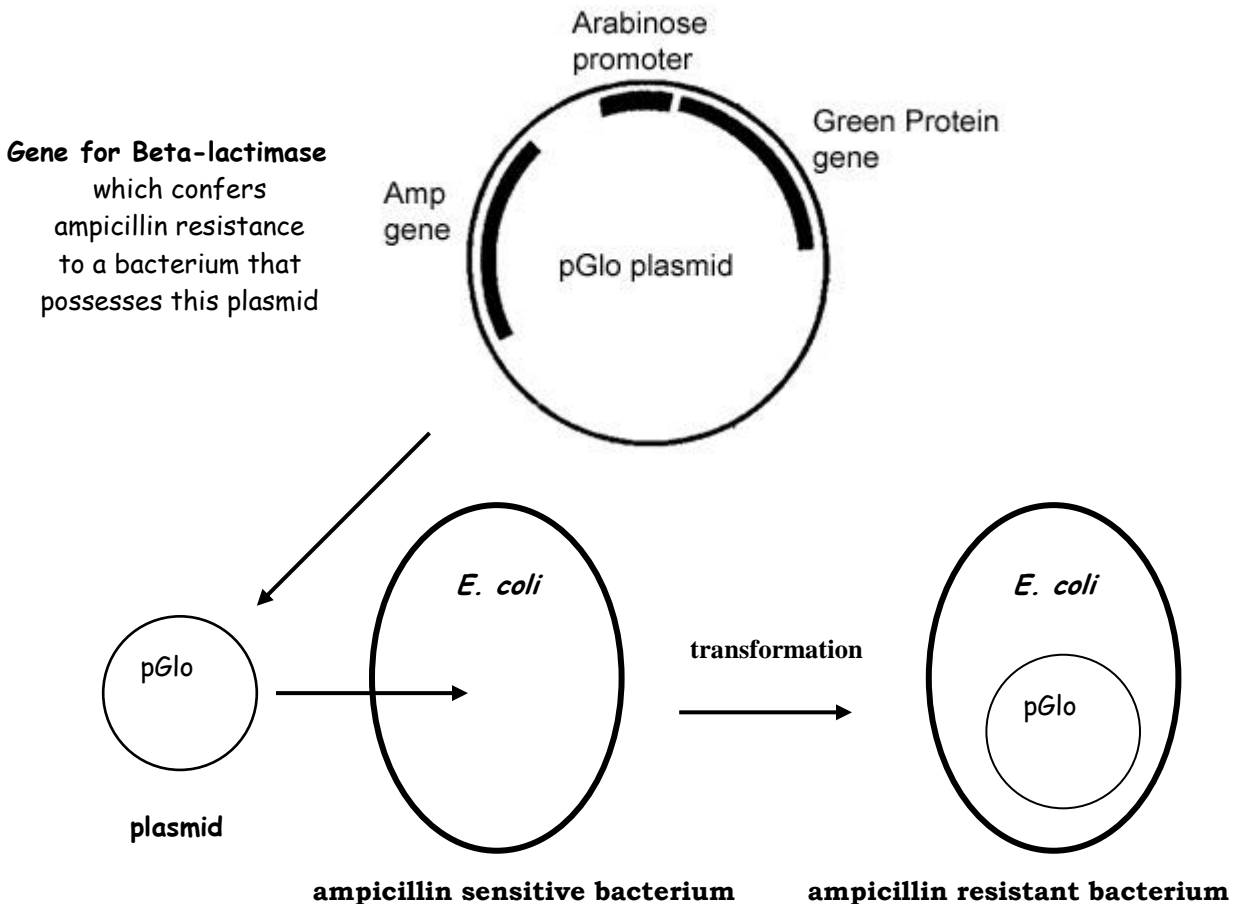 Arabinose
promoter
Green Protein
gene
Gene for Beta-lactimase
which confers
ampicillin resistance
to a bacterium that
possesses this plasmid
Amp
gene
pGlo plasmid
E. coli
E. coli
transformation
pGlo
pGlo
plasmid
ampicillin sensitive bacterium
ampicillin resistant bacterium